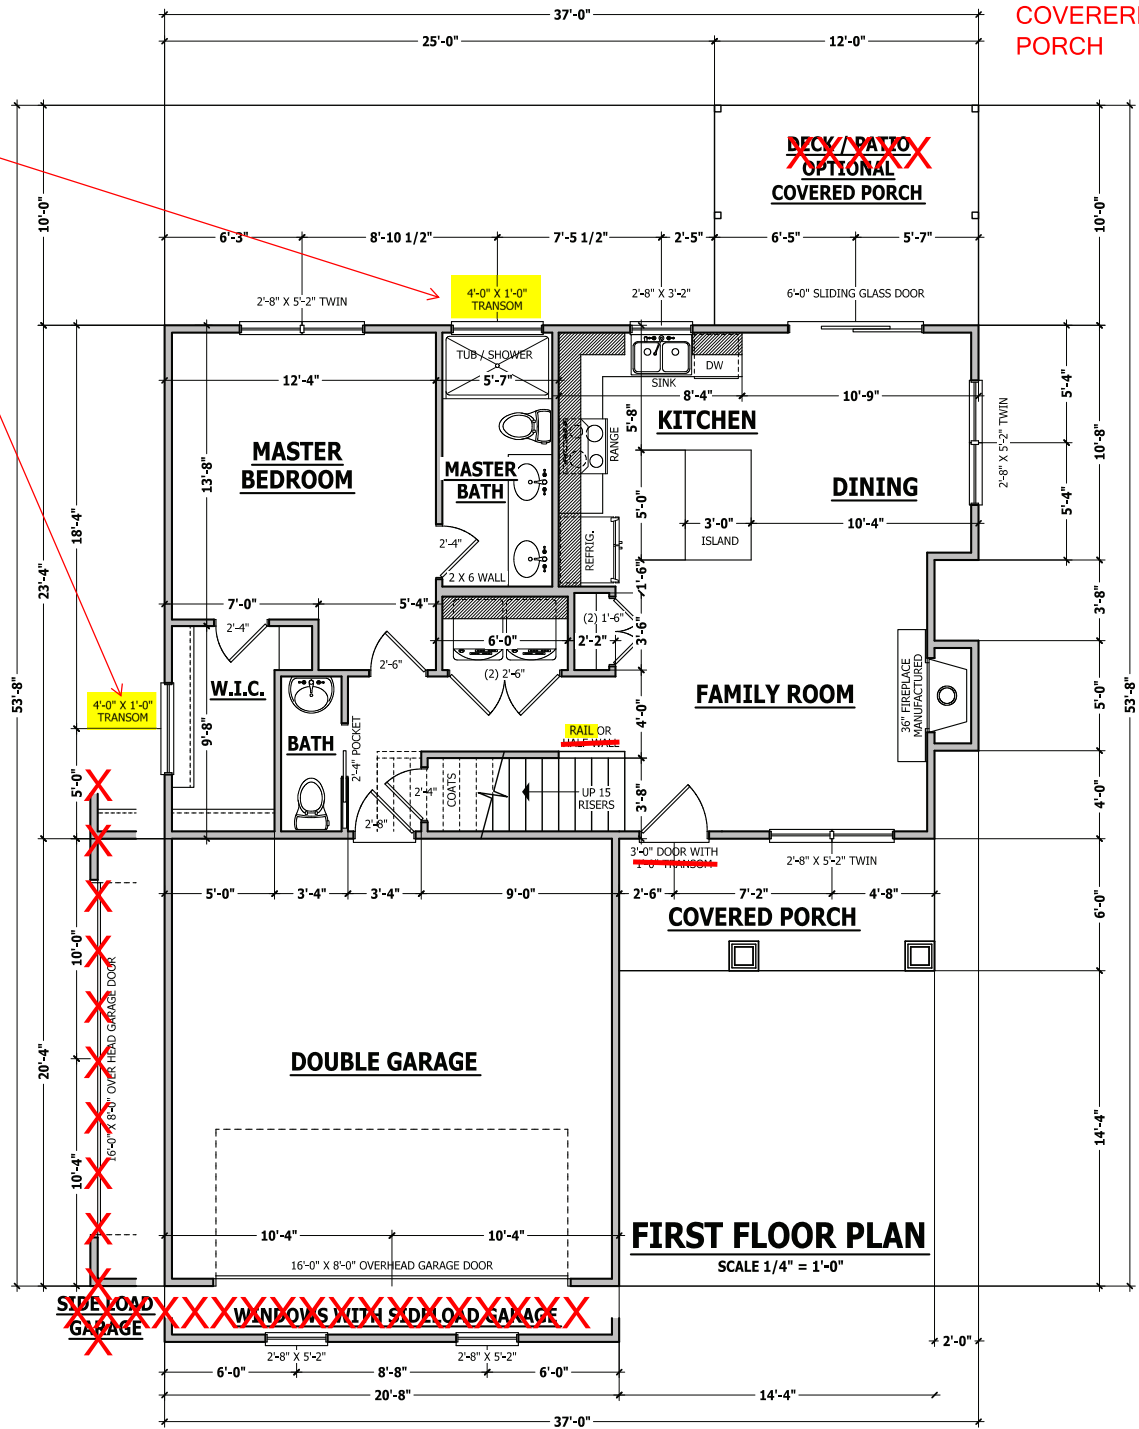 37'-0"
COVERED
PORCH
25'-0"
12'-0"
DECK / PATIO
OPTIONAL
COVERED PORCH
10'-0"
10'-0"
6'-3"
8'-10 1/2"
7'-5 1/2"
2'-5"
6'-5"
5'-7"
2'-8" X 5'-2" TWIN
4'-0" X 1'-0"
TRANSOM
2'-8" X 3'-2"
6'-0" SLIDING GLASS DOOR
TUB / SHOWER
SINK
DW
12'-4"
5'-7"
8'-4"
10'-9"
5'-4"
5'-8"
KITCHEN
RANGE
2'-8" X 5'-2" TWIN
10'-8"
MASTER
BEDROOM
13'-8"
MASTER
BATH
DINING
18'-4"
5'-0"
3'-0"
ISLAND
10'-4"
5'-4"
2'-4"
REFRIG.
2 X 6 WALL
1'-6"
23'-4"
7'-0"
5'-4"
3'-8"
2'-4"
(2) 1'-6"
6'-0"
2'-2"
3'-6"
2'-6"
(2) 2'-6"
53'-8"
53'-8"
W.I.C.
FAMILY ROOM
36" FIREPLACE
MANUFACTURED
5'-0"
4'-0" X 1'-0"
TRANSOM
9'-8"
BATH
2'-4" POCKET
RAIL OR
HALF WALL
4'-0"
5'-0"
COATS
2'-4"
UP 15
RISERS
3'-8"
4'-0"
2'-8"
3'-0" DOOR WITH
1'-0" TRANSOM
2'-8" X 5'-2" TWIN
5'-0"
3'-4"
3'-4"
9'-0"
2'-6"
7'-2"
4'-8"
6'-0"
COVERED PORCH
10'-0"
16'-0" X 8'-0" OVER HEAD GARAGE DOOR
20'-4"
DOUBLE GARAGE
14'-4"
10'-4"
10'-4"
10'-4"
FIRST FLOOR PLAN
SCALE 1/4" = 1'-0"
16'-0" X 8'-0" OVERHEAD GARAGE DOOR
SIDE LOAD
GARAGE
WINDOWS WITH SIDELOAD GARAGE
2'-8" X 5'-2"
2'-8" X 5'-2"
2'-0"
6'-0"
8'-8"
6'-0"
20'-8"
14'-4"
37'-0"